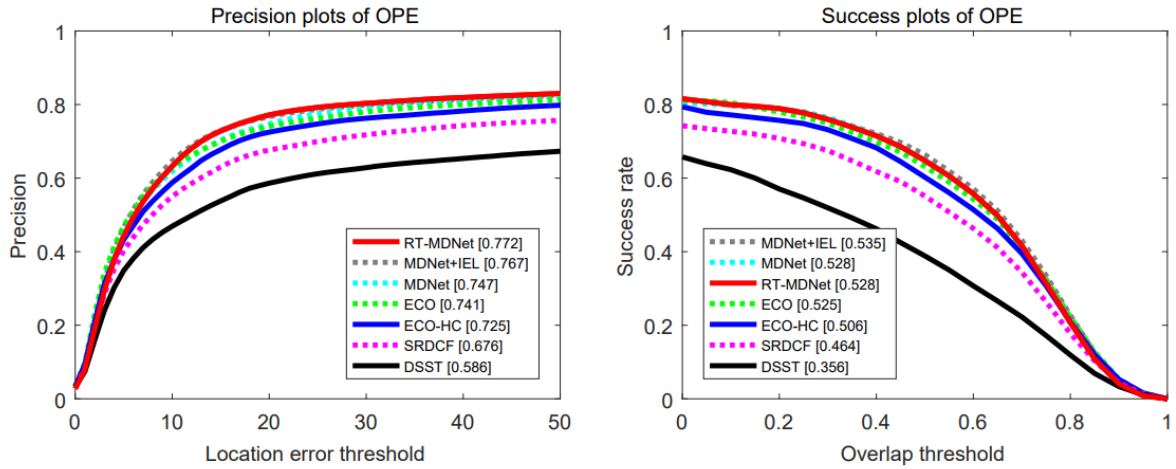 Precision plots of OPE
Precision
1
0.8
0.6
0.4
0.2
0
0 10 20 30 40 50
Location error threshold
RT-MDNet [0.772]
MDNet+IEL [0.767]
MDNet [0.747]
ECO [0.741]
ECO-HC [0.725]
SRDCF [0.676]
DSST [0.586]
Success plots of OPE
Success rate
1
0.8
0.6
0.4
0.2
0
0 0.2 0.4 0.6 0.8 1
Overlap threshold
MDNet+IEL [0.535]
MDNet [0.528]
RT-MDNet [0.528]
ECO [0.525]
ECO-HC [0.506]
SRDCF [0.464]
DSST [0.356]